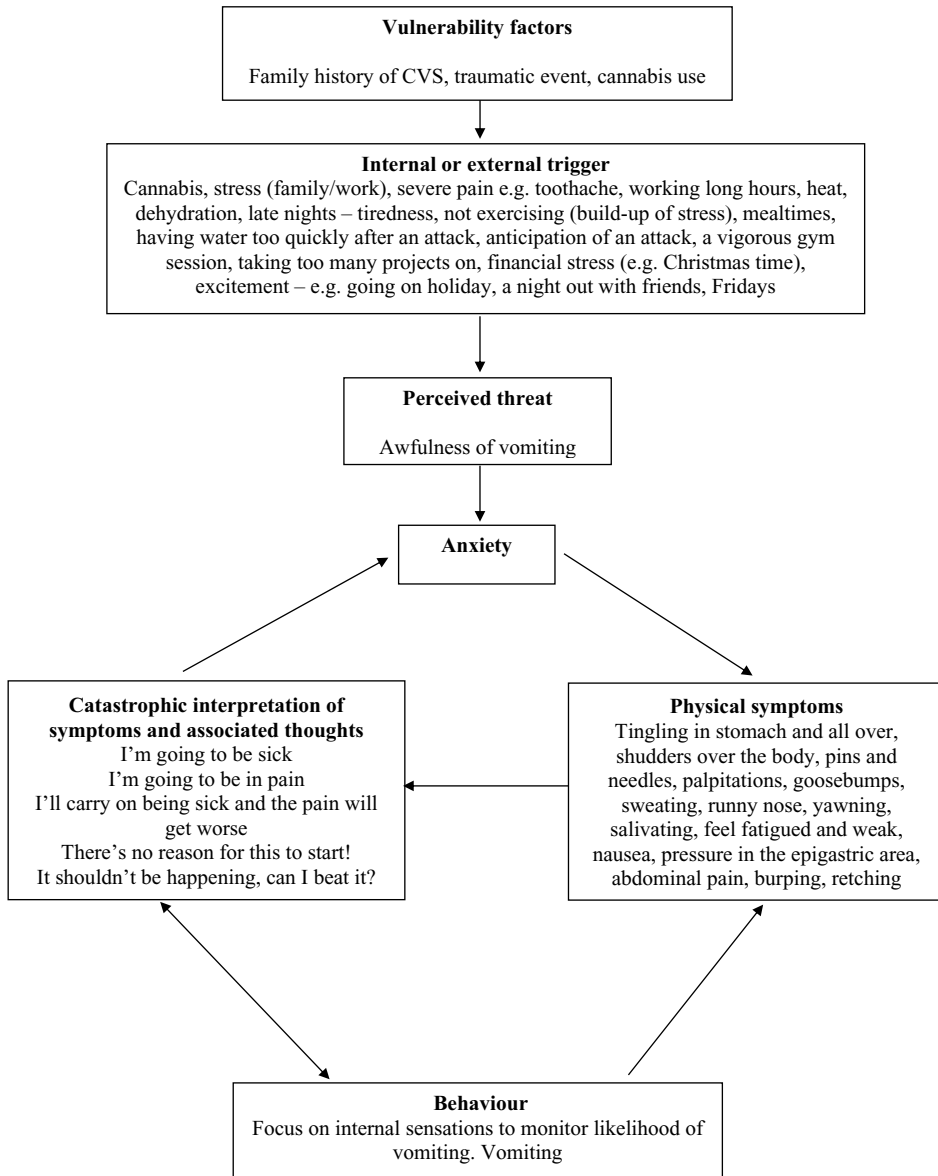 Vulnerability factors
Family history of CVS, traumatic event, cannabis use
Internal or external trigger
Cannabis, stress (family/work), severe pain e.g. toothache, working long hours, heat,
dehydration, late nights – tiredness, not exercising (build-up of stress), mealtimes,
having water too quickly after an attack, anticipation of an attack, a vigorous gym
session, taking too many projects on, financial stress (e.g. Christmas time),
excitement – e.g. going on holiday, a night out with friends, Fridays
Perceived threat
Awfulness of vomiting
Anxiety
Catastrophic interpretation of
symptoms and associated thoughts
I’m going to be sick
I’m going to be in pain
I’ll carry on being sick and the pain will
get worse
There’s no reason for this to start!
It shouldn’t be happening, can I beat it?
Physical symptoms
Tingling in stomach and all over,
shudders over the body, pins and
needles, palpitations, goosebumps,
sweating, runny nose, yawning,
salivating, feel fatigued and weak,
nausea, pressure in the epigastric area,
abdominal pain, burping, retching
Behaviour
Focus on internal sensations to monitor likelihood of
vomiting. Vomiting